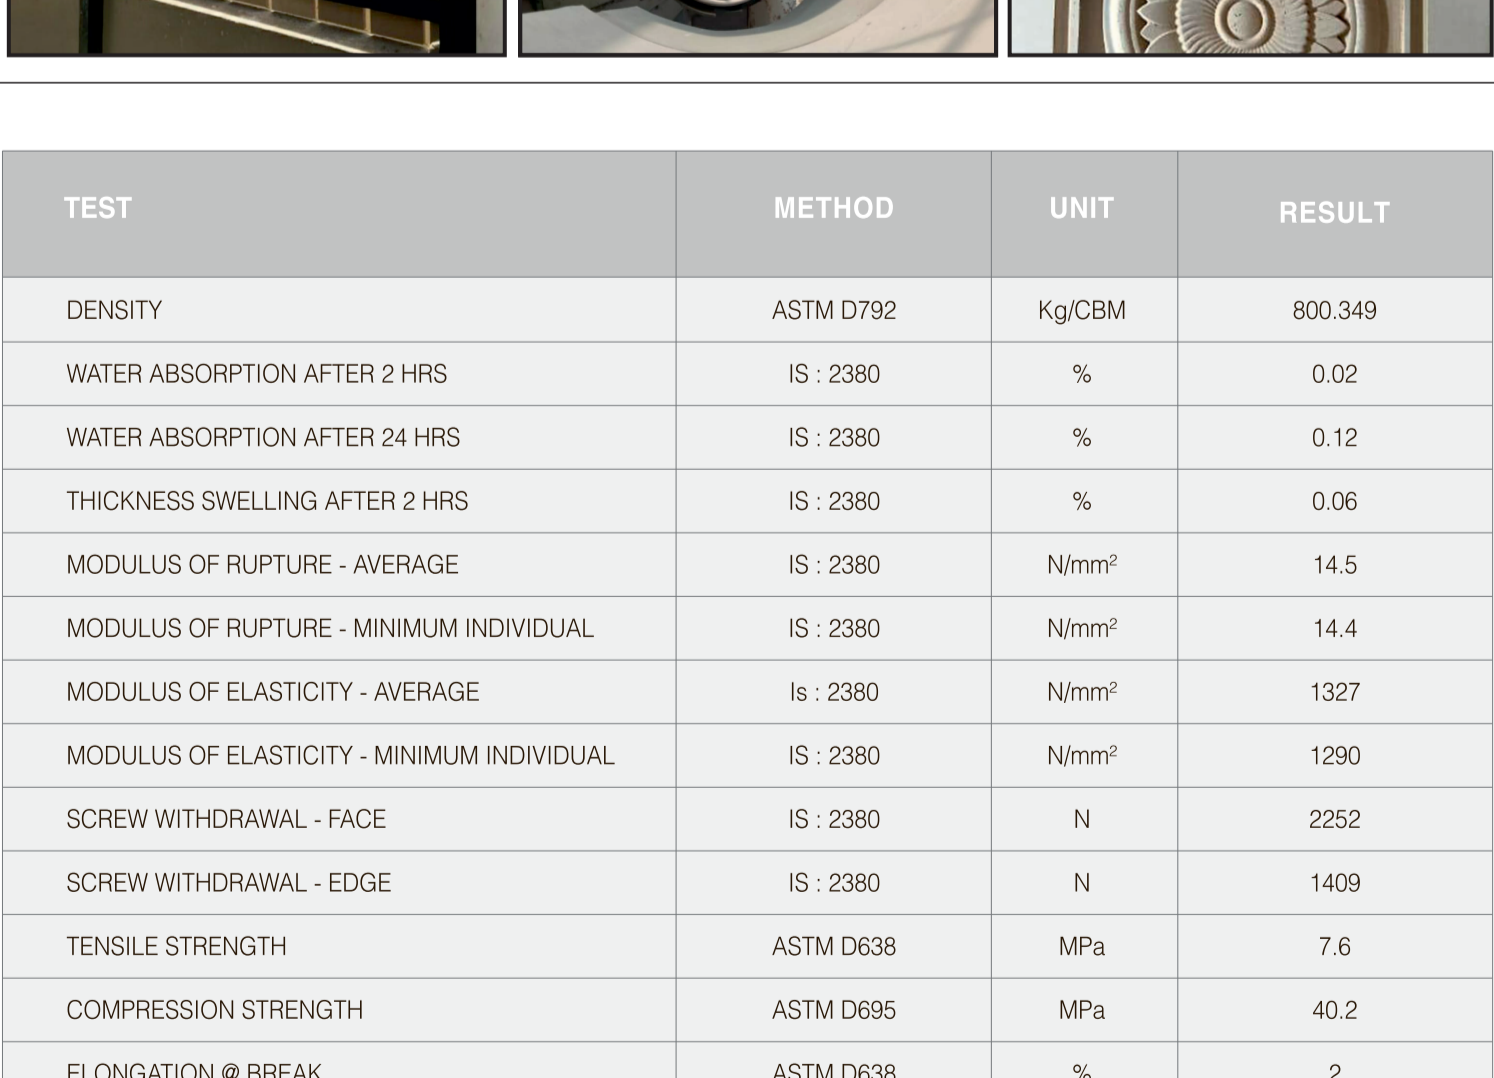 TEST METHOD UNIT RESULT
DENSITY ASTM D792 Kg/CBM 800.349
WATER ABSORPTION AFTER 2 HRS IS : 2380 % 0.02
WATER ABSORPTION AFTER 24 HRS IS : 2380 % 0.12
THICKNESS SWELLING AFTER 2 HRS IS : 2380 % 0.06
MODULUS OF RUPTURE - AVERAGE IS : 2380 N/mm² 14.5
MODULUS OF RUPTURE - MINIMUM INDIVIDUAL IS : 2380 N/mm² 14.4
MODULUS OF ELASTICITY - AVERAGE Is : 2380 N/mm² 1327
MODULUS OF ELASTICITY - MINIMUM INDIVIDUAL IS : 2380 N/mm² 1290
SCREW WITHDRAWAL - FACE IS : 2380 N 2252
SCREW WITHDRAWAL - EDGE IS : 2380 N 1409
TENSILE STRENGTH ASTM D638 MPa 7.6
COMPRESSION STRENGTH ASTM D695 MPa 40.2
ELONGATION @ BREAK ASTM D638 % 2